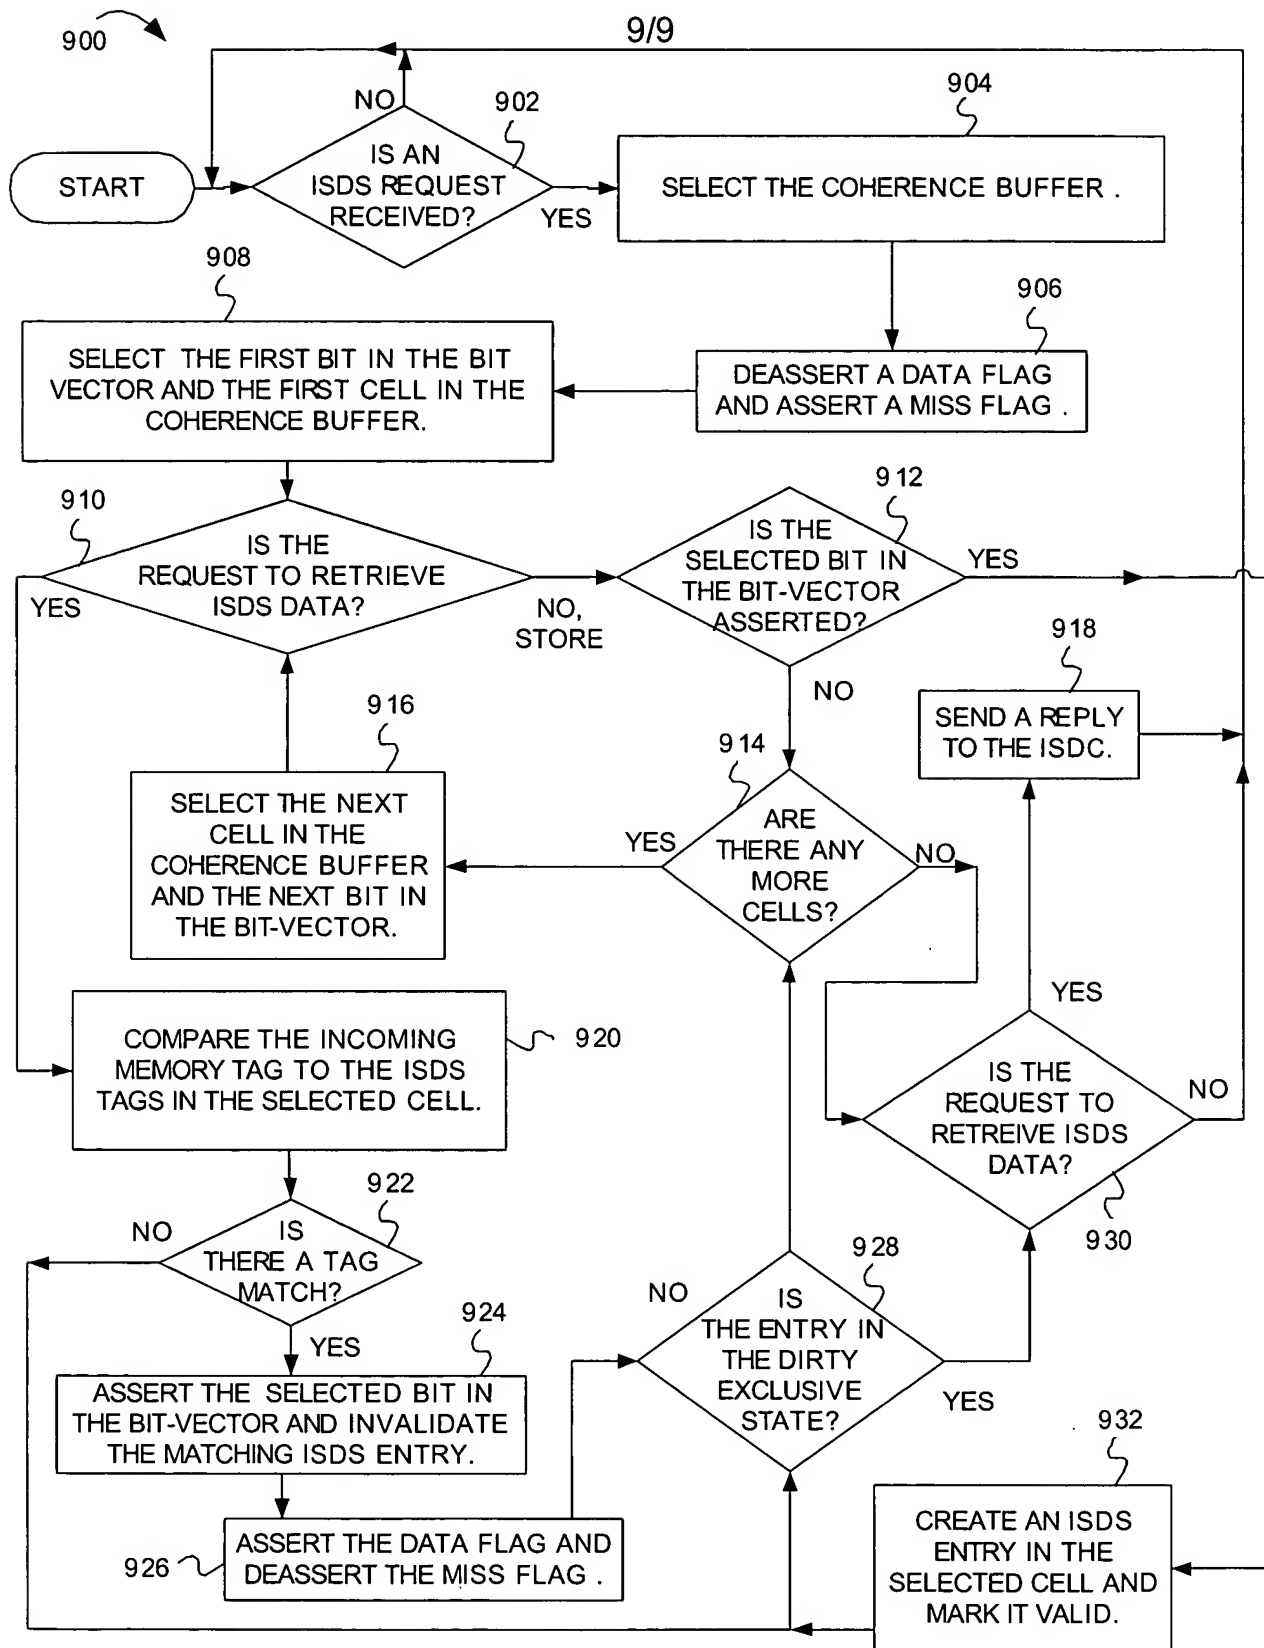 900
9/9
NO
902
904
START
IS AN
ISDS REQUEST
RECEIVED?
YES
SELECT THE COHERENCE BUFFER .
908
906
SELECT THE FIRST BIT IN THE BIT
VECTOR AND THE FIRST CELL IN THE
COHERENCE BUFFER.
DEASSERT A DATA FLAG
AND ASSERT A MISS FLAG .
910
912
IS THE
REQUEST TO RETRIEVE
ISDS DATA?
YES
NO,
STORE
IS THE
SELECTED BIT IN
THE BIT-VECTOR
ASSERTED?
YES
NO
918
SEND A REPLY
TO THE ISDC.
916
914
SELECT THE NEXT
CELL IN THE
COHERENCE BUFFER
AND THE NEXT BIT IN
THE BIT-VECTOR.
YES
ARE
THERE ANY
MORE
CELLS?
NO
YES
COMPARE THE INCOMING
MEMORY TAG TO THE ISDS
TAGS IN THE SELECTED CELL.
920
IS THE
REQUEST TO
RETREIVE ISDS
DATA?
NO
930
922
NO
IS
THERE A TAG
MATCH?
YES
928
NO
IS
THE ENTRY IN
THE DIRTY
EXCLUSIVE
STATE?
YES
924
ASSERT THE SELECTED BIT IN
THE BIT-VECTOR AND INVALIDATE
THE MATCHING ISDS ENTRY.
932
926
ASSERT THE DATA FLAG AND
DEASSERT THE MISS FLAG .
CREATE AN ISDS
ENTRY IN THE
SELECTED CELL AND
MARK IT VALID.